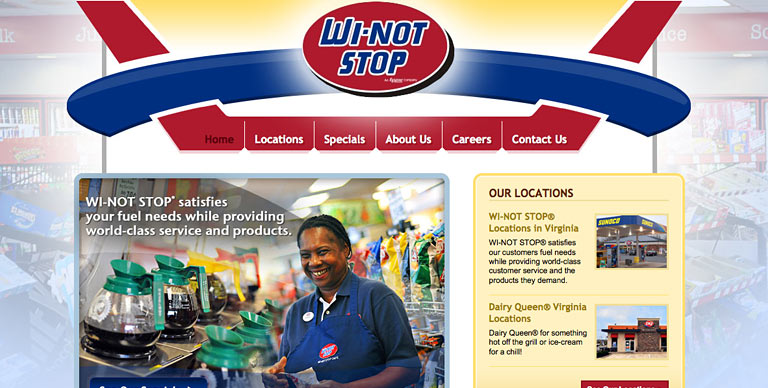 WI-NOT
STOP
Home Locations Specials About Us Careers Contact Us
WI-NOT STOP® satisfies
your fuel needs while providing
world-class service and products.
WI-NOT STOP
OUR LOCATIONS
WI-NOT STOP®
Locations in Virginia
WI-NOT STOP® satisfies
our customers fuel needs
while providing world-class
customer service and the
products they demand.
SUNOCO
Dairy Queen® Virginia
Locations
Dairy Queen® for something
hot off the grill or ice-cream
for a chill!